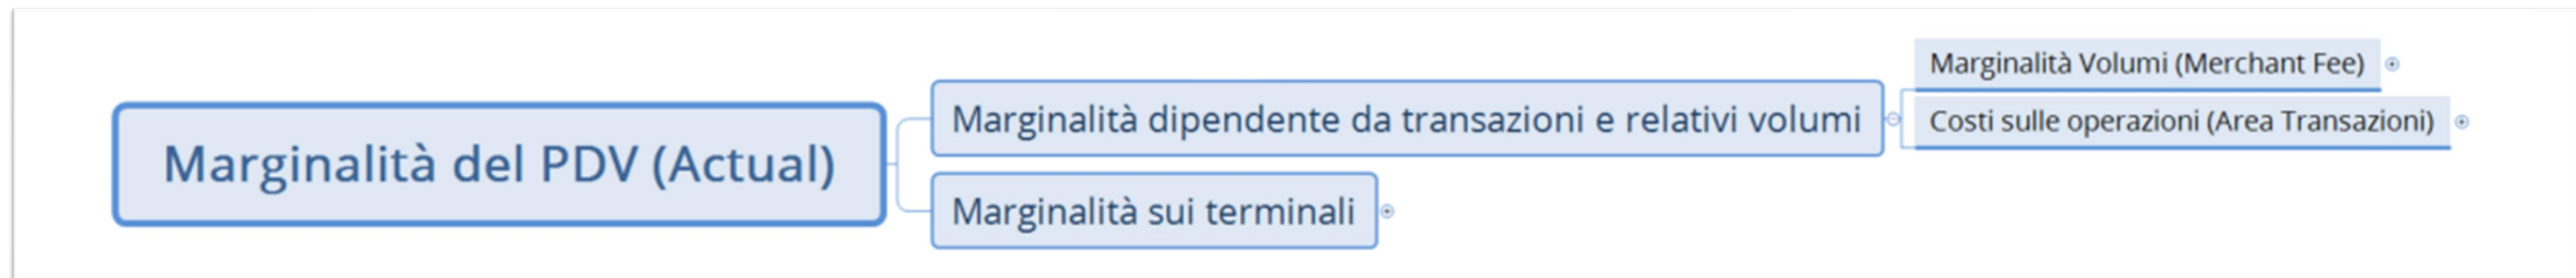 Marginalità del PDV (Actual)
Marginalità dipendente da transazioni e relativi volumi
Marginalità Volumi (Merchant Fee)
Costi sulle operazioni (Area Transazioni)
Marginalità sui terminali